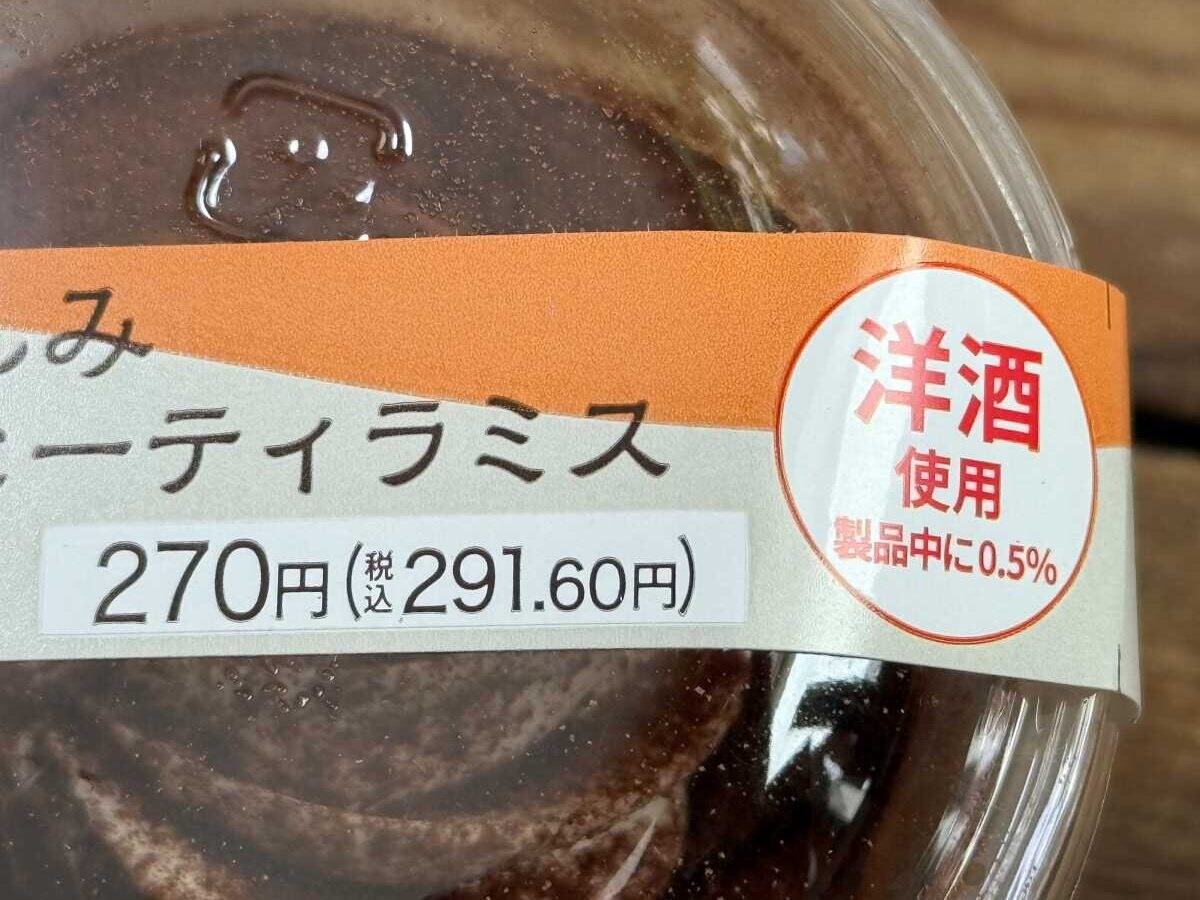 み
ーティラミス
270円(税込291.60円)
洋酒
使用
製品中に0.5%